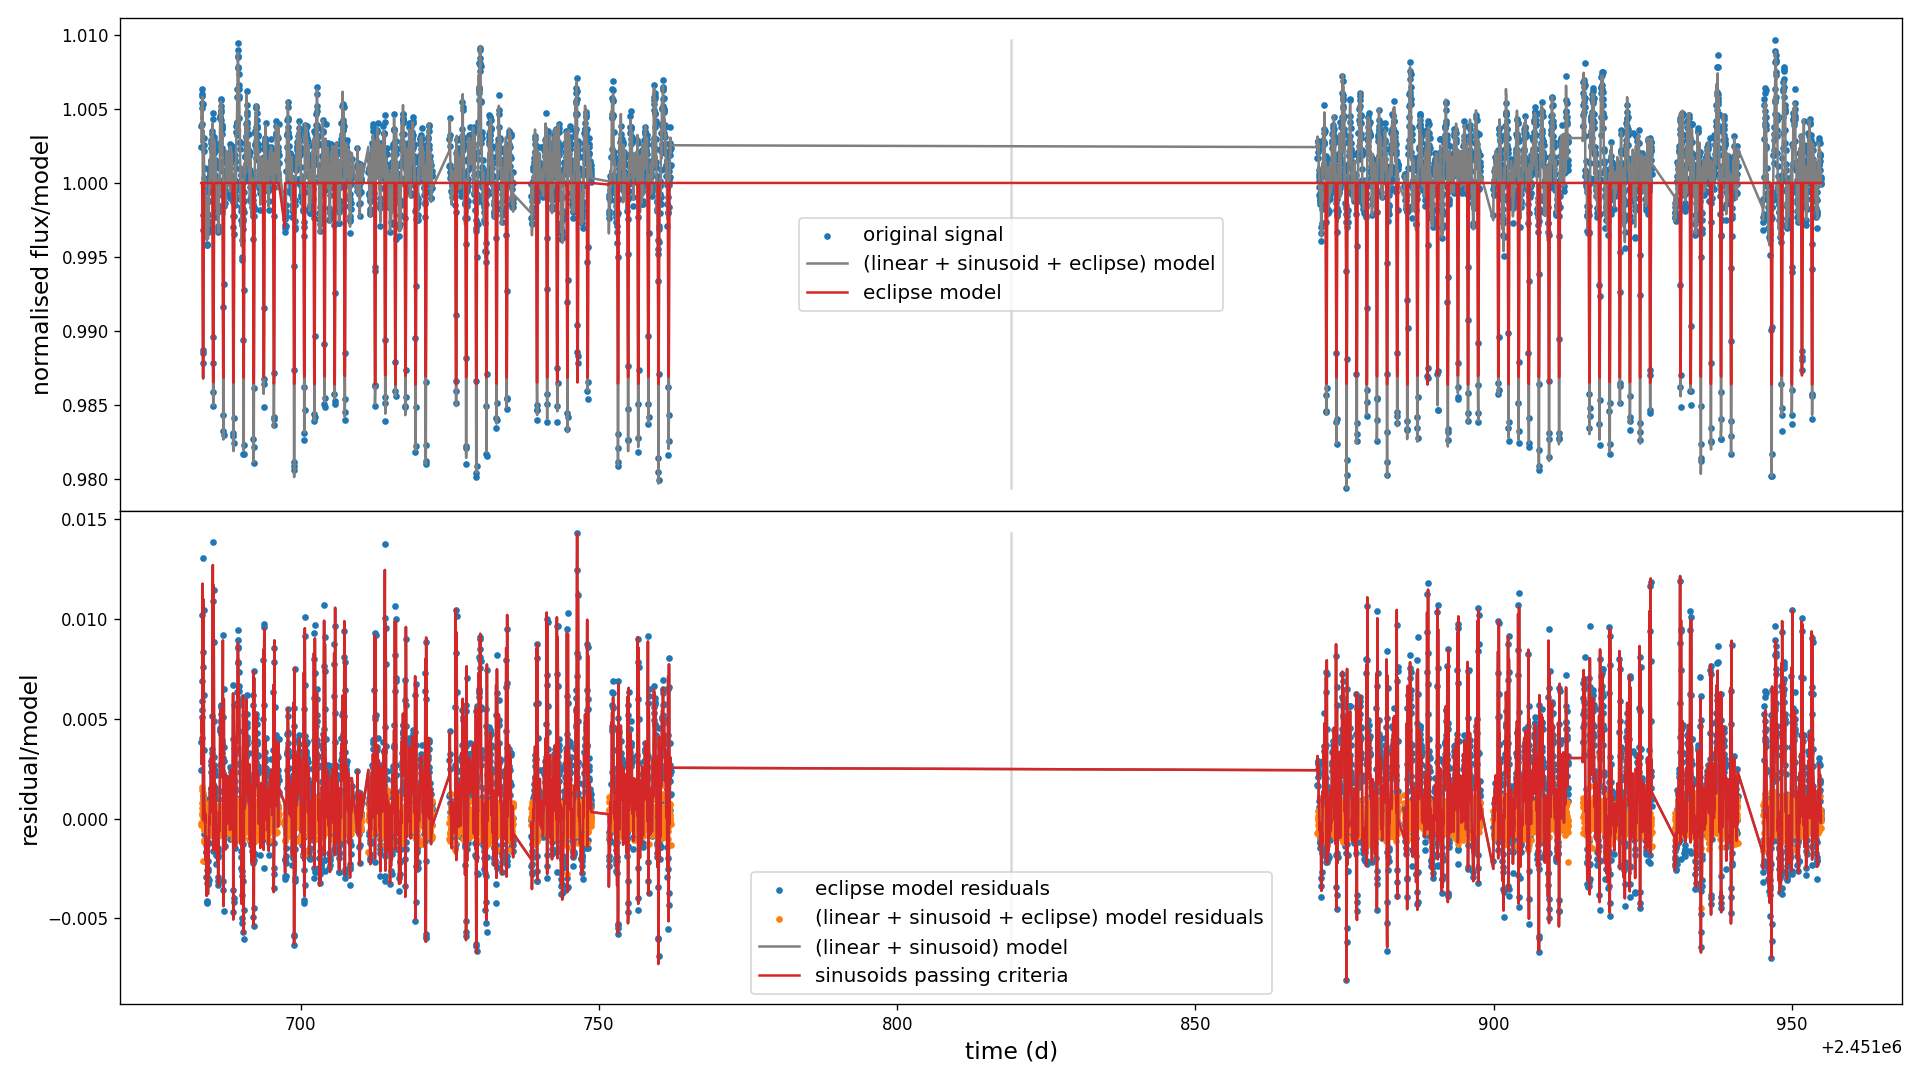 1.010
1.005
1.000
0.995
0.990
0.985
0.980
normalised flux/model
original signal
(linear + sinusoid + eclipse) model
eclipse model
0.015
0.010
0.005
0.000
−0.005
residual/model
eclipse model residuals
(linear + sinusoid + eclipse) model residuals
(linear + sinusoid) model
sinusoids passing criteria
700 750 800 850 900 950
time (d)
+2.451e6